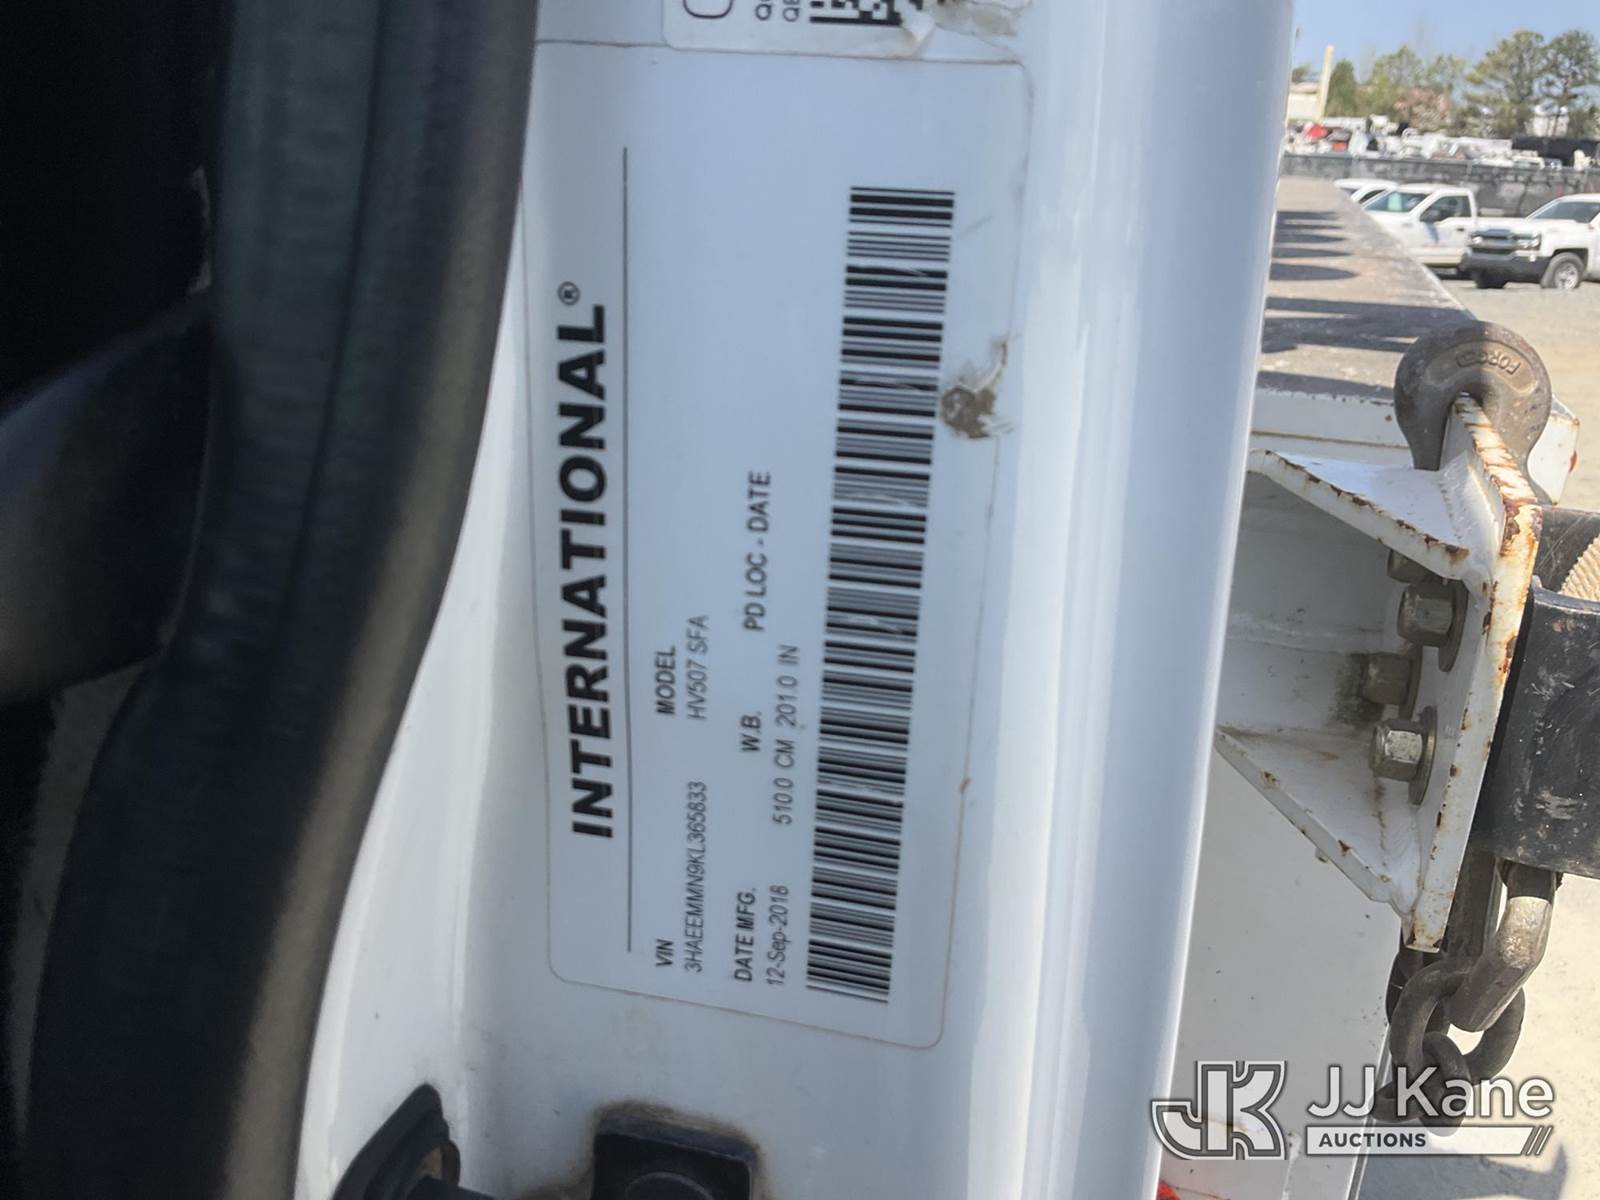 INTERNATIONAL®
VIN MODEL
3HAEEMMN9KL365833 HV507 SFA
DATE MFG. W.B. PD LOC - DATE
12-Sep-2018 510.0 CM 201.0 IN
FORGED
JK JJ Kane
AUCTIONS